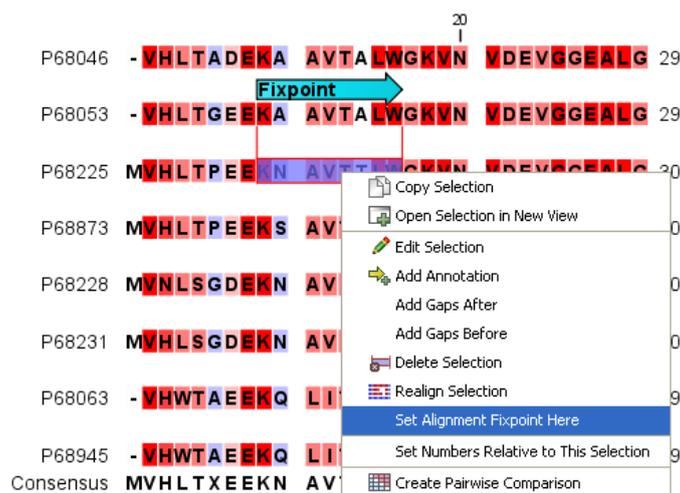 20
P68046 - VHLTADEKA AVTALWGKVN VDEVGGEALG 29
Fixpoint
P68053 - VHLTGEEKA AVTALWGKVN VDEVGGEALG 29
P68225 MVHLTPEEKN AVTTLWGKVN VDEVGGEALG 30
Copy Selection
P68873 MVHLTPEEKS AV
Open Selection in New View
Edit Selection
P68228 MVNLSGDEKN AV
Add Annotation
Add Gaps After
P68231 MVHLSGDEKN AV
Add Gaps Before
Delete Selection
P68063 - VHWTAEEKQ LI
Realign Selection
Set Alignment Fixpoint Here
P68945 - VHWTAEEKQ LI
Set Numbers Relative to This Selection
Consensus MVHLTXEEKN AV
Create Pairwise Comparison